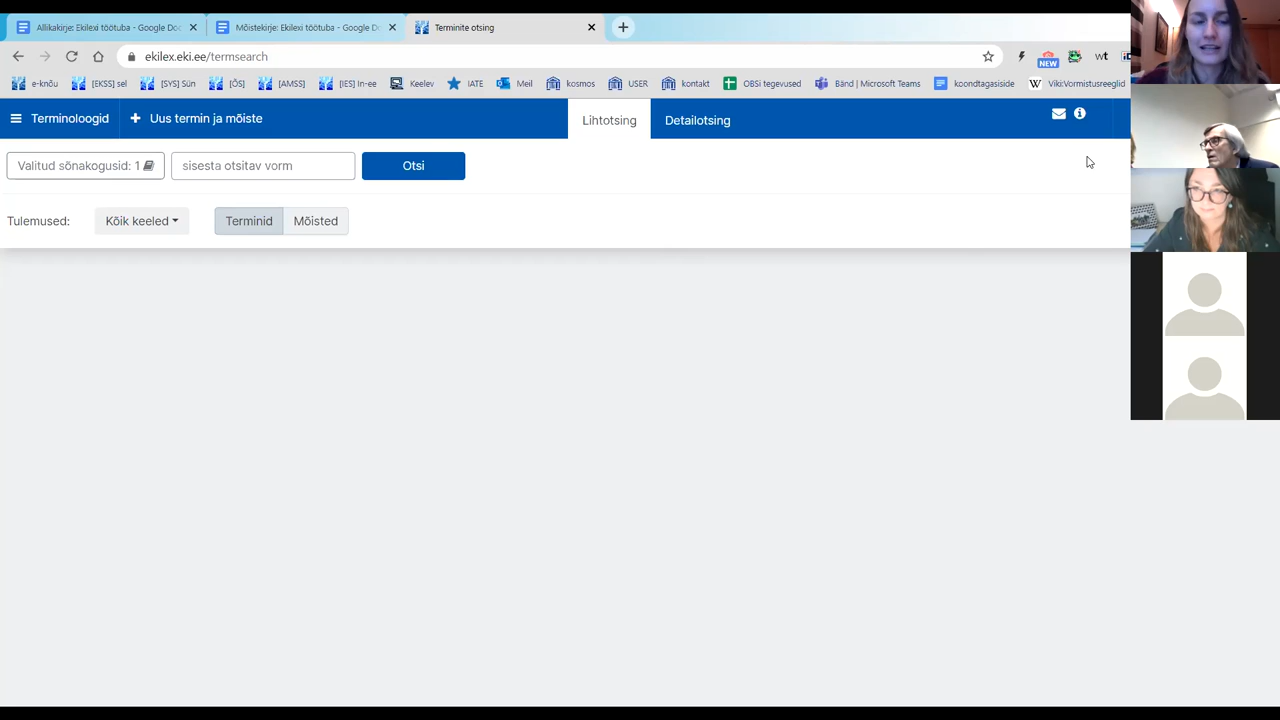 Allikakirje: Ekilexi töötuba - Google Do
Mõistekirje: Ekilexi töötuba - Google D
Terminite otsing
ekilex.eki.ee/termsearch
NEW
wt
e-knõu
[EKSS] sel
[SYS] Sün
[ÕS]
[AMSS]
[IES] In-ee
Keelev
IATE
Meil
kosmos
USER
kontakt
OBSi tegevused
Bänd | Microsoft Teams
koondtagasiside
Viki:Vormistusreeglid
Terminoloogid
Uus termin ja mõiste
Lihtotsing
Detailotsing
Valitud sõnakogusid: 1
sisesta otsitav vorm
Otsi
Tulemused:
Kõik keeled
Terminid
Mõisted